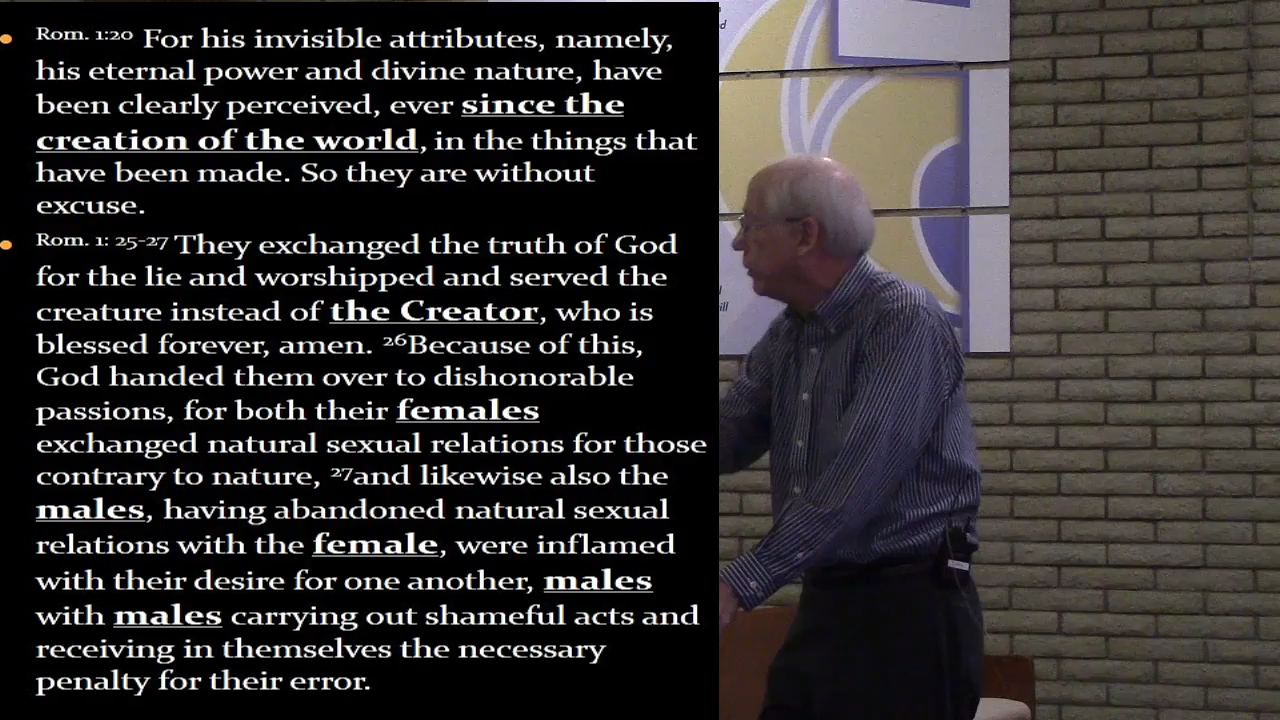 • Rom. 1:20 For his invisible attributes, namely,
his eternal power and divine nature, have
been clearly perceived, ever since the
creation of the world, in the things that
have been made. So they are without
excuse.
• Rom. 1: 25-27 They exchanged the truth of God
for the lie and worshipped and served the
creature instead of the Creator, who is
blessed forever, amen. 26Because of this,
God handed them over to dishonorable
passions, for both their females
exchanged natural sexual relations for those
contrary to nature, 27and likewise also the
males, having abandoned natural sexual
relations with the female, were inflamed
with their desire for one another, males
with males carrying out shameful acts and
receiving in themselves the necessary
penalty for their error.